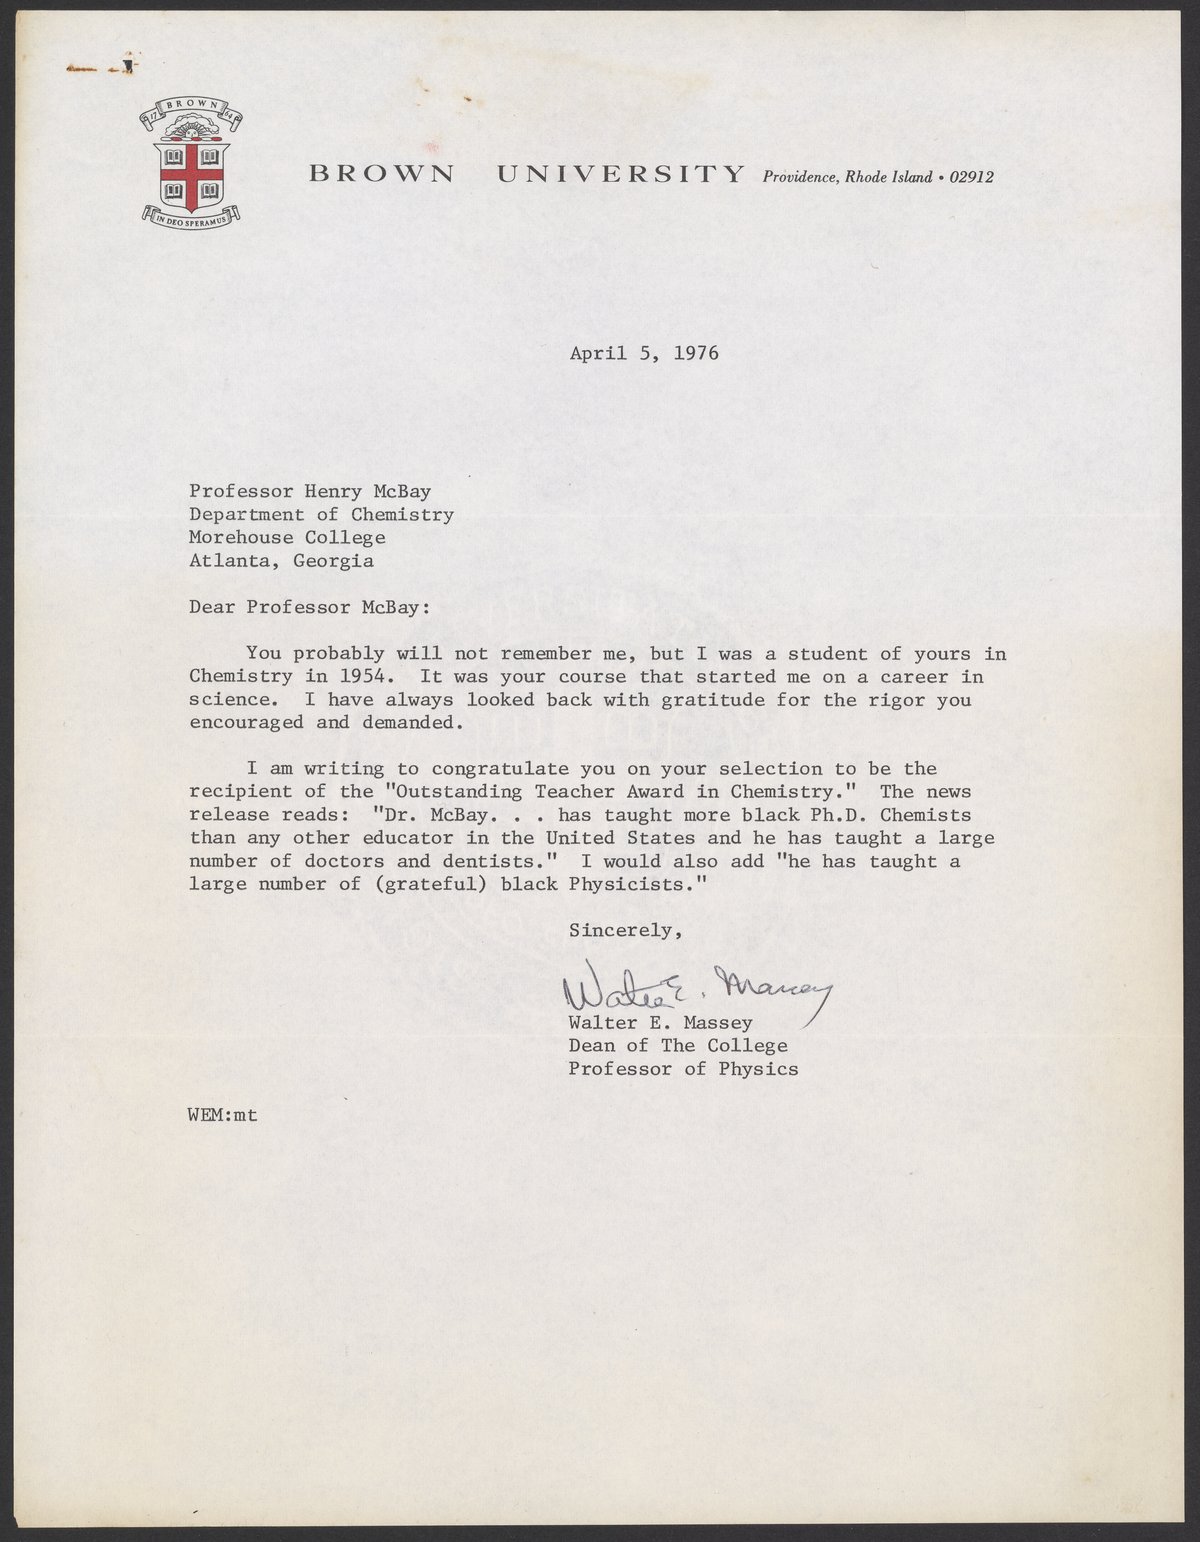 BROWN
17 64
IN DEO SPERAMUS
BROWN UNIVERSITY Providence, Rhode Island • 02912
April 5, 1976
Professor Henry McBay
Department of Chemistry
Morehouse College
Atlanta, Georgia
Dear Professor McBay:
You probably will not remember me, but I was a student of yours in
Chemistry in 1954. It was your course that started me on a career in
science. I have always looked back with gratitude for the rigor you
encouraged and demanded.
I am writing to congratulate you on your selection to be the
recipient of the "Outstanding Teacher Award in Chemistry." The news
release reads: "Dr. McBay. . . has taught more black Ph.D. Chemists
than any other educator in the United States and he has taught a large
number of doctors and dentists." I would also add "he has taught a
large number of (grateful) black Physicists."
Sincerely,
Walter E. Massey
Walter E. Massey
Dean of The College
Professor of Physics
WEM:mt